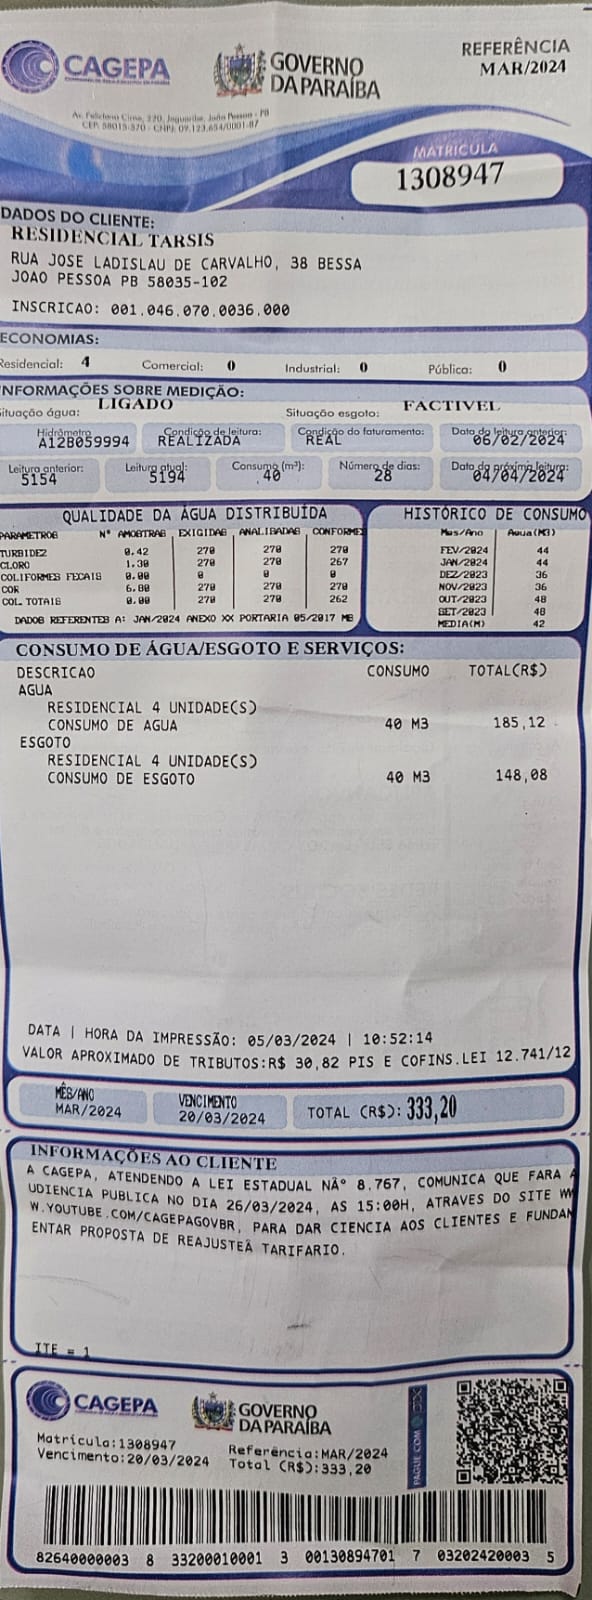 CAGEPA
GOVERNO
DA PARAÍBA
REFERÊNCIA
MAR/2024
Av. Feliciano Cirne, 220, Jaguaribe, João Pessoa - PB
CEP: 58015-570 - CNPJ: 09.123.654/0001-87
MATRÍCULA
1308947
DADOS DO CLIENTE:
RESIDENCIAL TARSIS
RUA JOSE LADISLAU DE CARVALHO, 38 BESSA
JOAO PESSOA PB 58035-102
INSCRICAO: 001.046.070.0036.000
ECONOMIAS:
Residencial: 4 Comercial: 0 Industrial: 0 Pública: 0
INFORMAÇÕES SOBRE MEDIÇÃO:
Situação água: LIGADO Situação esgoto: FACTIVEL
Hidrômetro Condição de leitura: Condição do faturamento: Data da leitura anterior:
A12B059994 REALIZADA REAL 06/02/2024
Leitura anterior: Leitura atual: Consumo (m³): Número de dias: Data da próxima leitura:
5154 5194 40 28 04/04/2024
QUALIDADE DA ÁGUA DISTRIBUÍDA
PARAMETROS Nº AMOSTRAS EXIGIDAS ANALISADAS CONFORMES
TURBIDEZ 0.42 270 270 270
CLORO 1.30 270 270 267
COLIFORMES FECAIS 0.00 0 0 0
COR 6.80 270 270 270
COL. TOTAIS 0.00 270 270 262
DADOS REFERENTES A: JAN/2024 ANEXO XX PORTARIA 05/2017 MS
HISTÓRICO DE CONSUMO
Mes/Ano Agua(M3)
FEV/2024 44
JAN/2024 44
DEZ/2023 36
NOV/2023 36
OUT/2023 48
SET/2023 48
MEDIA(M) 42
CONSUMO DE ÁGUA/ESGOTO E SERVIÇOS:
DESCRICAO CONSUMO TOTAL(R$)
AGUA
RESIDENCIAL 4 UNIDADE(S)
CONSUMO DE AGUA 40 M3 185,12
ESGOTO
RESIDENCIAL 4 UNIDADE(S)
CONSUMO DE ESGOTO 40 M3 148,08
DATA | HORA DA IMPRESSÃO: 05/03/2024 | 10:52:14
VALOR APROXIMADO DE TRIBUTOS:R$ 30,82 PIS E COFINS.LEI 12.741/12
MÊS/ANO VENCIMENTO
MAR/2024 20/03/2024 TOTAL (R$): 333,20
INFORMAÇÕES AO CLIENTE
A CAGEPA, ATENDENDO A LEI ESTADUAL NÂº 8.767, COMUNICA QUE FARA A
UDIENCIA PUBLICA NO DIA 26/03/2024, AS 15:00H, ATRAVES DO SITE WW
W.YOUTUBE.COM/CAGEPAGOVBR, PARA DAR CIENCIA AOS CLIENTES E FUNDAM
ENTAR PROPOSTA DE REAJUSTEÂ TARIFARIO.
ITE = 1
CAGEPA
GOVERNO
DA PARAÍBA
PAGUE COM PIX
Matrícula:1308947 Referência:MAR/2024
Vencimento:20/03/2024 Total (R$):333,20
82640000003 8 33200010001 3 00130894701 7 03202420003 5